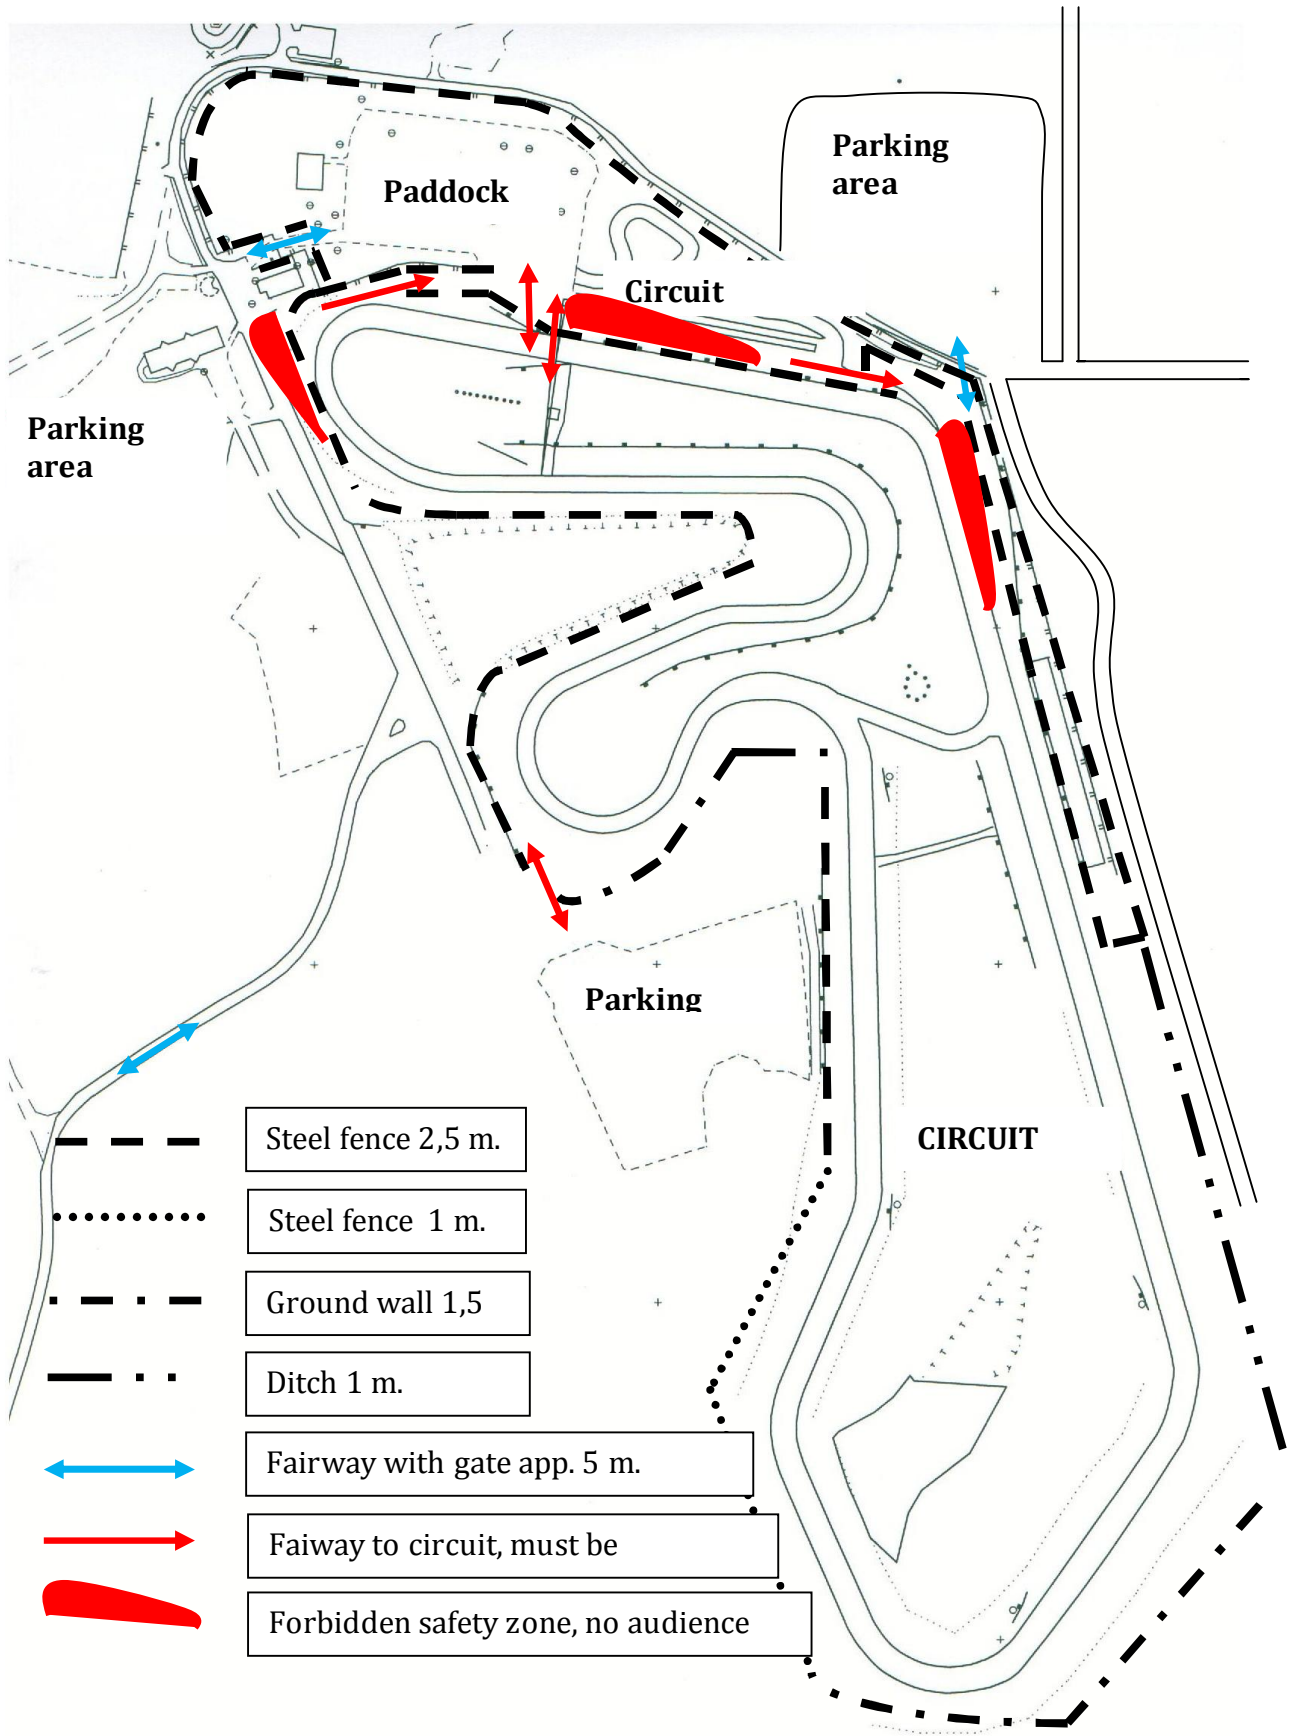 Parking
area
Paddock
Circuit
Parking
area
Parking
CIRCUIT
Steel fence 2,5 m.
Steel fence  1 m.
Ground wall 1,5
Ditch 1 m.
Fairway with gate app. 5 m.
Faiway to circuit, must be
Forbidden safety zone, no audience